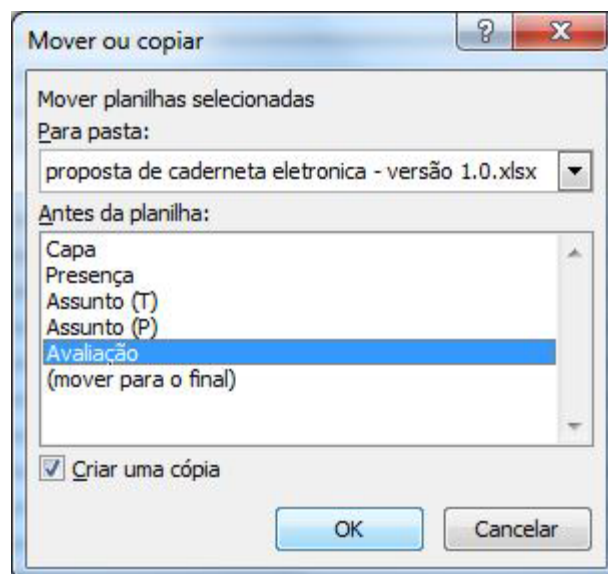 Mover ou copiar
Mover planilhas selecionadas
Para pasta:
proposta de caderneta eletronica - versão 1.0.xlsx
Antes da planilha:
Capa
Presença
Assunto (T)
Assunto (P)
Avaliação
(mover para o final)
Criar uma cópia
OK Cancelar